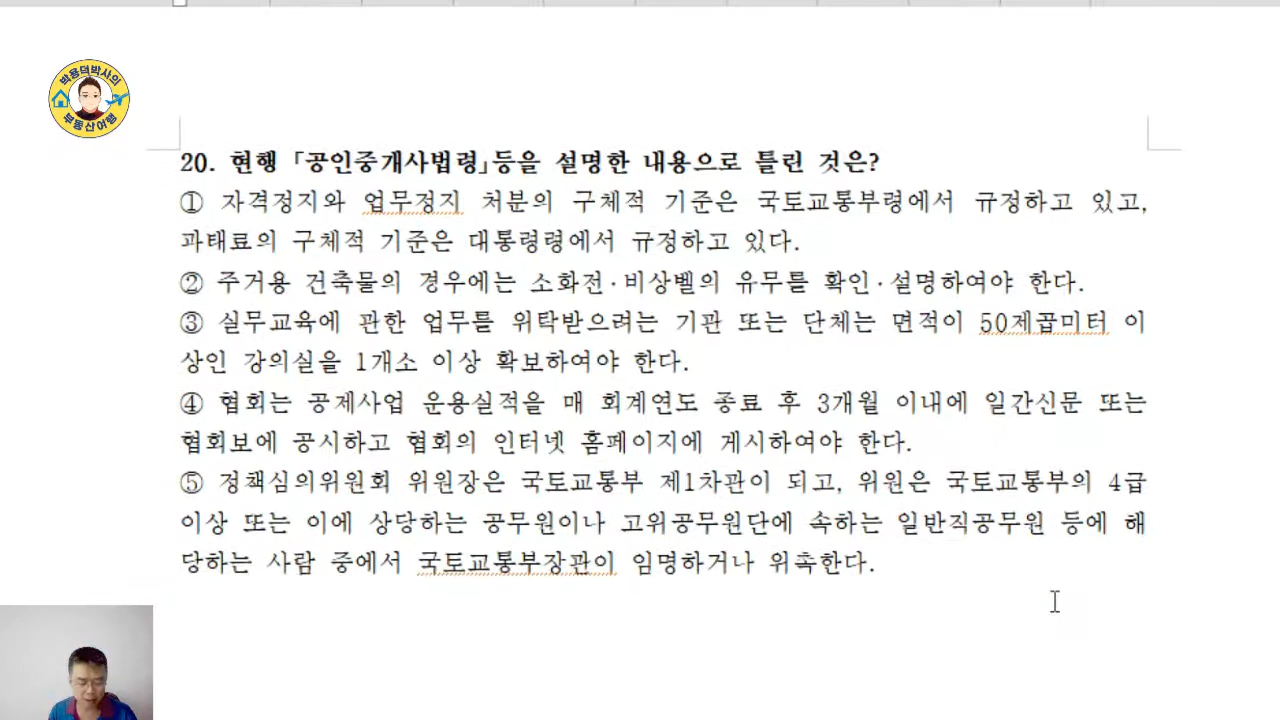 박용덕박사의
부동산여행
20. 현행 「공인중개사법령」등을 설명한 내용으로 틀린 것은?
① 자격정지와 업무정지 처분의 구체적 기준은 국토교통부령에서 규정하고 있고,
과태료의 구체적 기준은 대통령령에서 규정하고 있다.
② 주거용 건축물의 경우에는 소화전·비상벨의 유무를 확인·설명하여야 한다.
③ 실무교육에 관한 업무를 위탁받으려는 기관 또는 단체는 면적이 50제곱미터 이
상인 강의실을 1개소 이상 확보하여야 한다.
④ 협회는 공제사업 운용실적을 매 회계연도 종료 후 3개월 이내에 일간신문 또는
협회보에 공시하고 협회의 인터넷 홈페이지에 게시하여야 한다.
⑤ 정책심의위원회 위원장은 국토교통부 제1차관이 되고, 위원은 국토교통부의 4급
이상 또는 이에 상당하는 공무원이나 고위공무원단에 속하는 일반직공무원 등에 해
당하는 사람 중에서 국토교통부장관이 임명하거나 위촉한다.